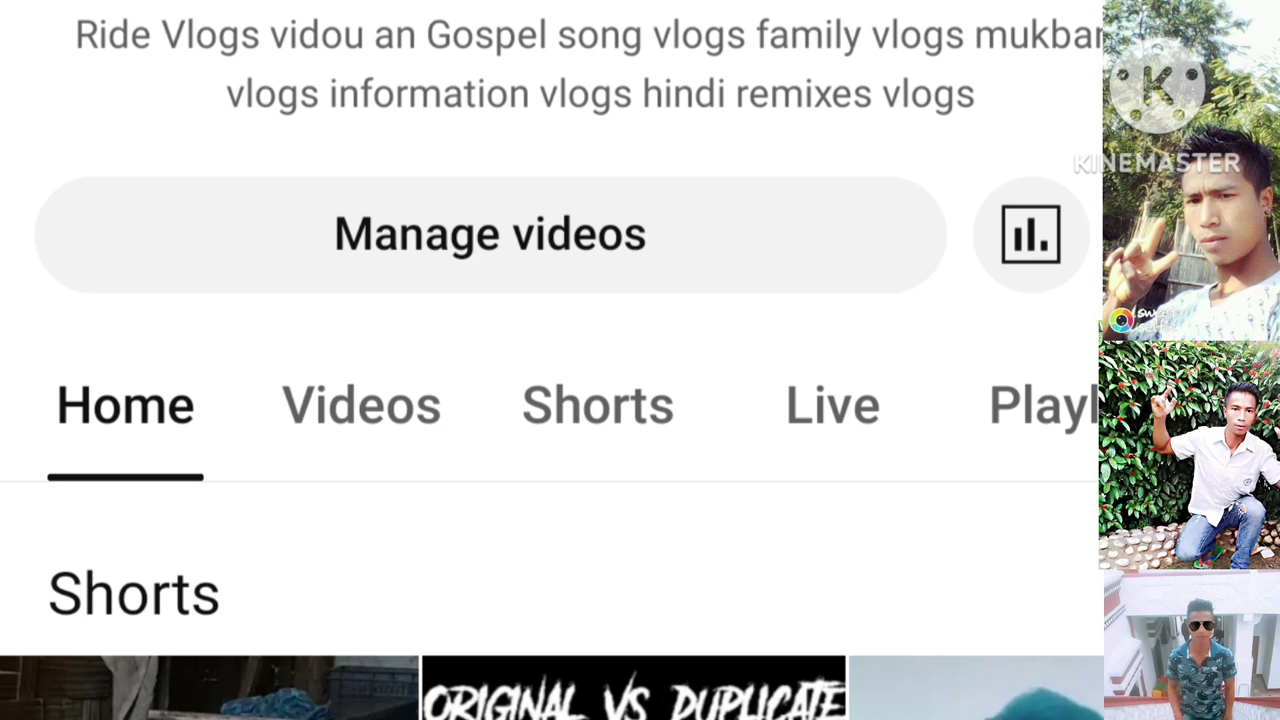 Ride Vlogs vidou an Gospel song vlogs family vlogs mukban
vlogs information vlogs hindi remixes vlogs
KINEMASTER
Manage videos
Home Videos Shorts Live Playl
Shorts
ORIGINAL VS DUPLICATE